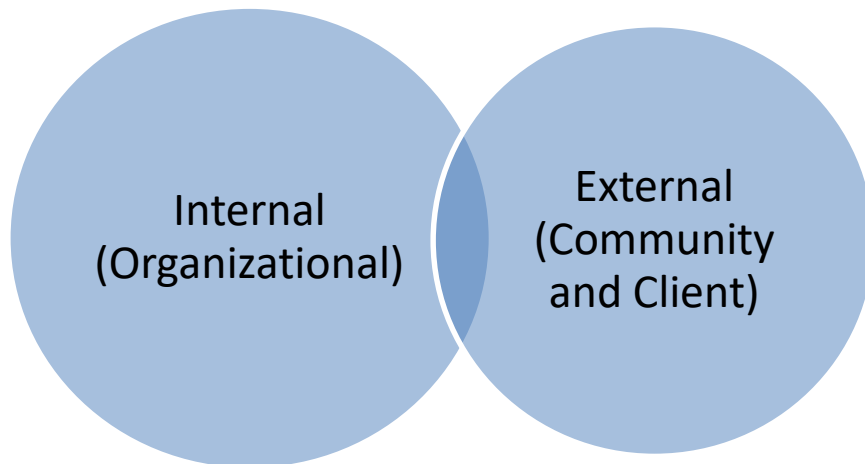 Internal
(Organizational)
External
(Community
and Client)